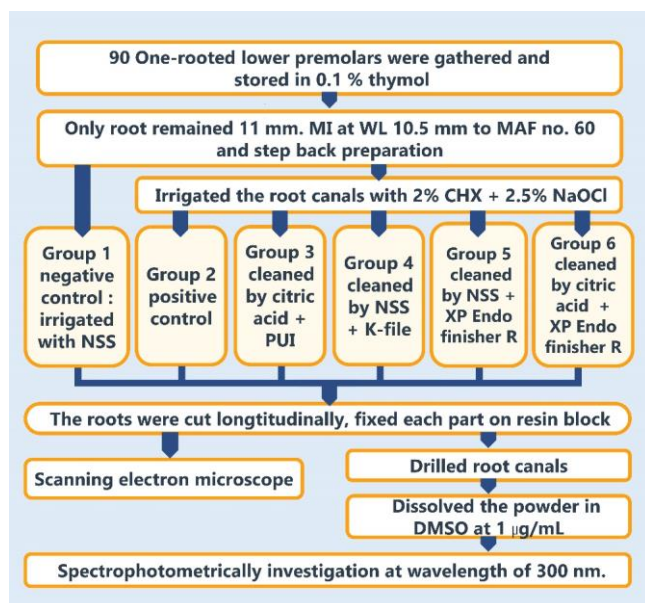 90 One-rooted lower premolars were gathered and
stored in 0.1 % thymol
Only root remained 11 mm. MI at WL 10.5 mm to MAF no. 60
and step back preparation
Irrigated the root canals with 2% CHX + 2.5% NaOCl
Group 1
negative
control :
irrigated
with NSS
Group 2
positive
control
Group 3
cleaned
by citric
acid +
PUI
Group 4
cleaned
by NSS
+ K-file
Group 5
cleaned
by NSS +
XP Endo
finisher R
Group 6
cleaned
by citric
acid +
XP Endo
finisher R
The roots were cut longtitudinally, fixed each part on resin block
Scanning electron microscope
Drilled root canals
Dissolved the powder in
DMSO at 1 µg/mL
Spectrophotometrically investigation at wavelength of 300 nm.